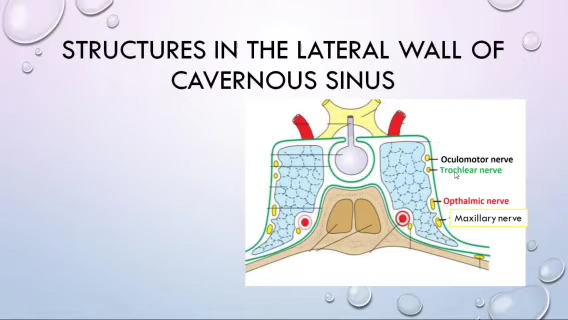 STRUCTURES IN THE LATERAL WALL OF
CAVERNOUS SINUS
Oculomotor nerve
Trochlear nerve
Opthalmic nerve
Maxillary nerve